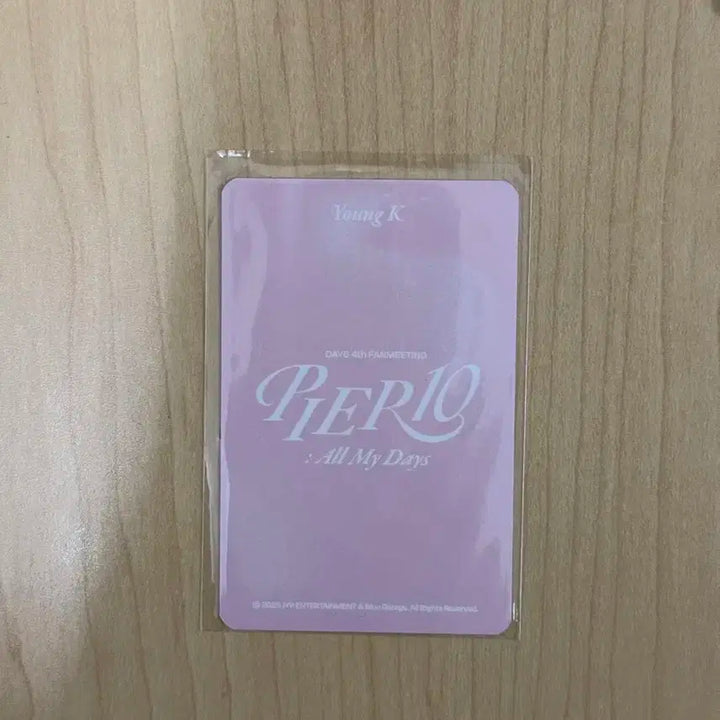 Young K
DAY6 4th FANMEETING
PIER10
: All My Days
© 2025 JYP ENTERTAINMENT & Blue Garage. All Rights Reserved.